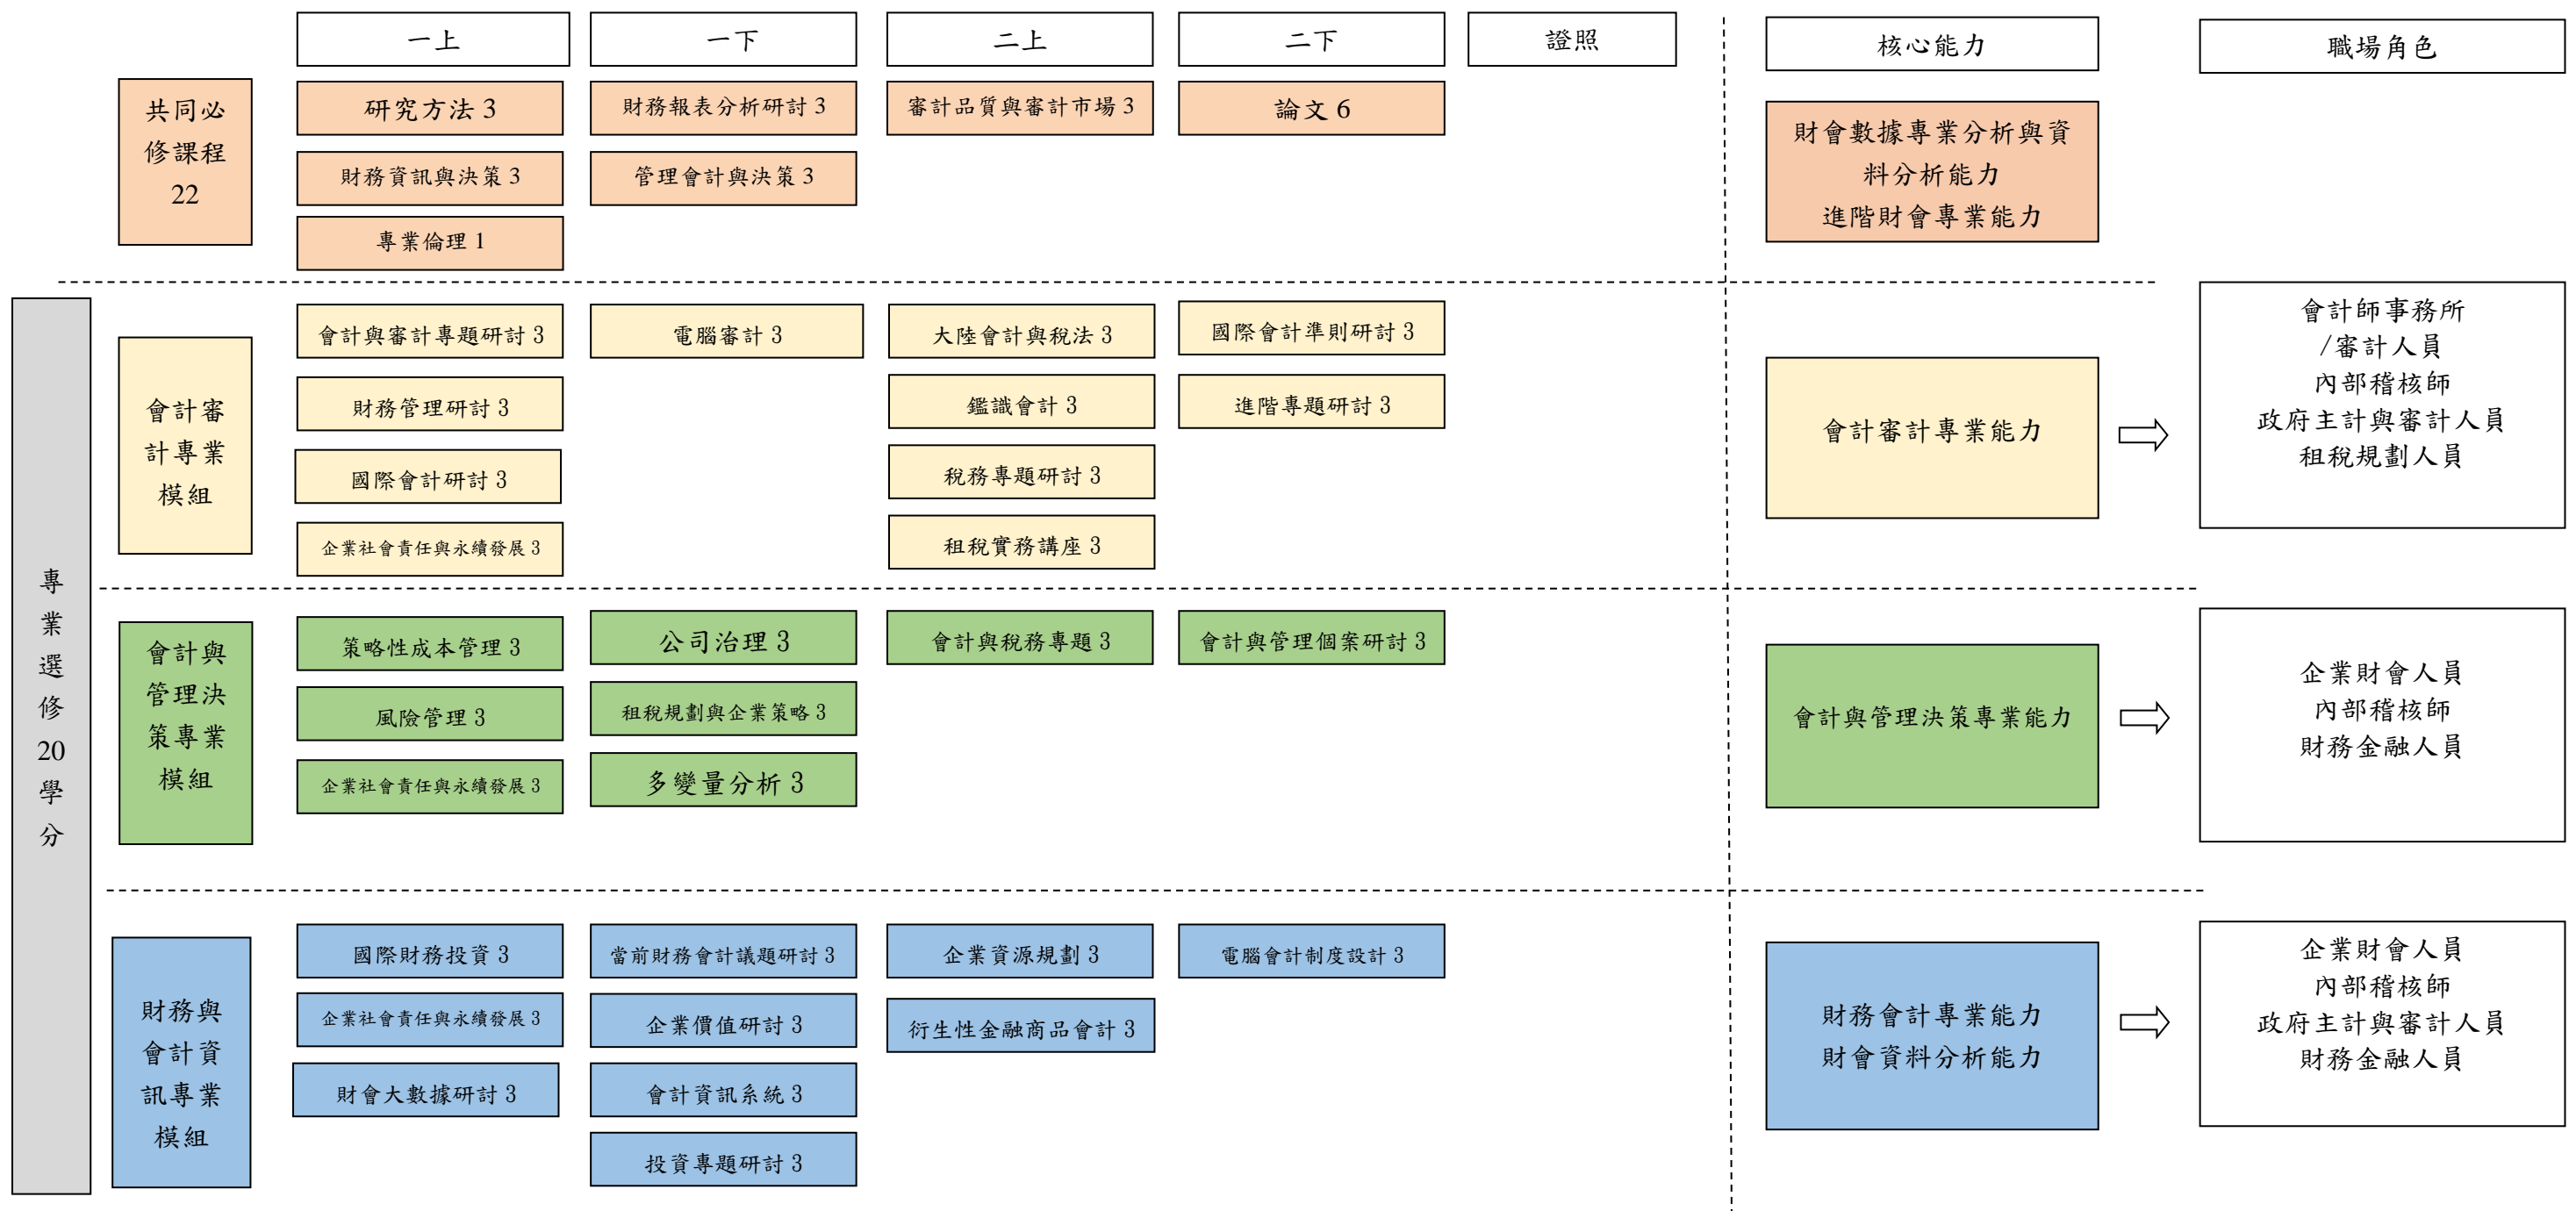 一上
一下
二上
二下
證照
核心能力
職場角色
共同必
修課程
22
研究方法 3
財務報表分析研討 3
審計品質與審計市場 3
論文 6
財務資訊與決策 3
管理會計與決策 3
專業倫理 1
財會數據專業分析與資
料分析能力
進階財會專業能力
專
業
選
修
20
學
分
會計審
計專業
模組
會計與審計專題研討 3
電腦審計 3
大陸會計與稅法 3
國際會計準則研討 3
財務管理研討 3
鑑識會計 3
進階專題研討 3
國際會計研討 3
稅務專題研討 3
企業社會責任與永續發展 3
租稅實務講座 3
會計審計專業能力
會計師事務所
/審計人員
內部稽核師
政府主計與審計人員
租稅規劃人員
會計與
管理決
策專業
模組
策略性成本管理 3
公司治理 3
會計與稅務專題 3
會計與管理個案研討 3
風險管理 3
租稅規劃與企業策略 3
企業社會責任與永續發展 3
多變量分析 3
會計與管理決策專業能力
企業財會人員
內部稽核師
財務金融人員
財務與
會計資
訊專業
模組
國際財務投資 3
當前財務會計議題研討 3
企業資源規劃 3
電腦會計制度設計 3
企業社會責任與永續發展 3
企業價值研討 3
衍生性金融商品會計 3
財會大數據研討 3
會計資訊系統 3
投資專題研討 3
財務會計專業能力
財會資料分析能力
企業財會人員
內部稽核師
政府主計與審計人員
財務金融人員